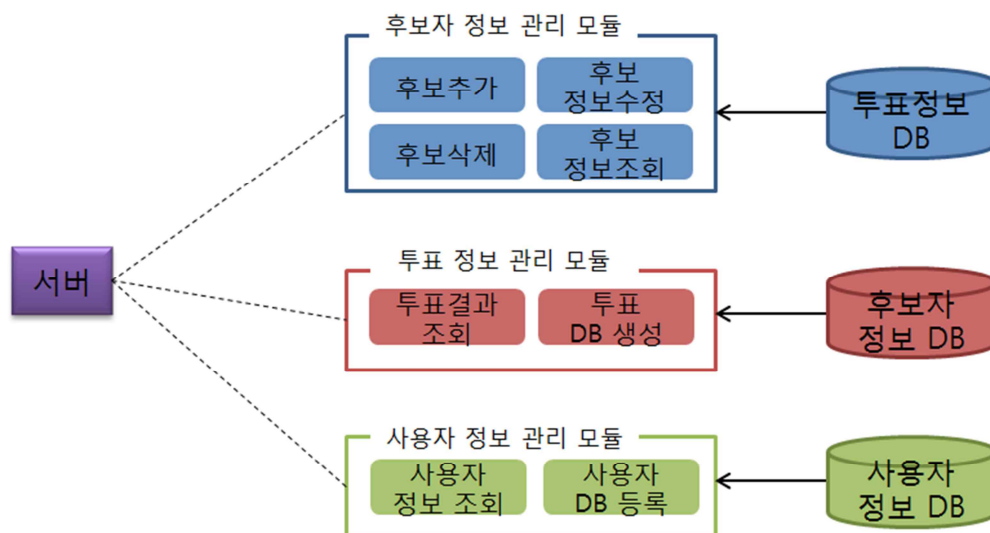 후보자 정보 관리 모듈
후보추가
후보
정보수정
후보삭제
후보
정보조회
투표정보
DB
서버
투표 정보 관리 모듈
투표결과
조회
투표
DB 생성
후보자
정보 DB
사용자 정보 관리 모듈
사용자
정보 조회
사용자
DB 등록
사용자
정보 DB